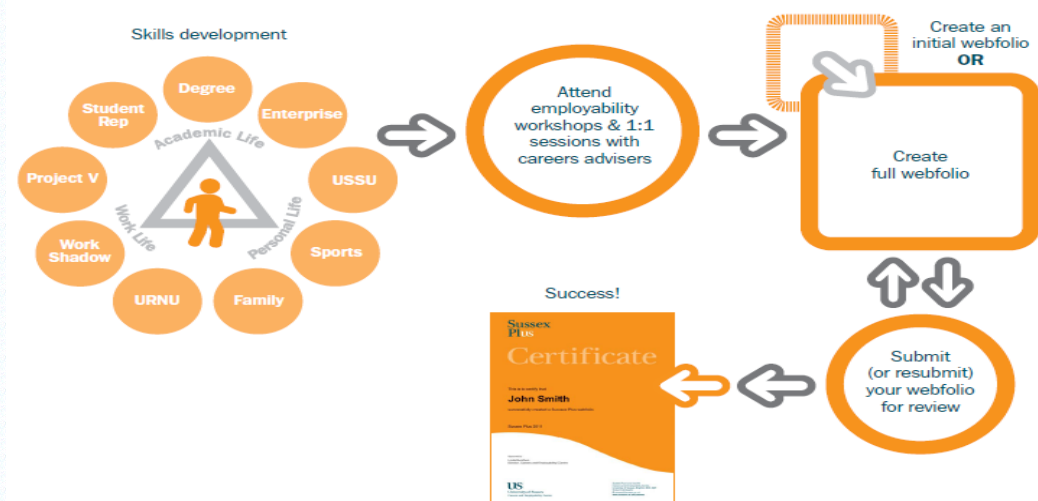 Skills development
Degree
Enterprise
Student
Rep
Academic Life
Project V
USSU
Work Life
Personal Life
Work
Shadow
Sports
URNU
Family
Attend
employability
workshops & 1:1
sessions with
careers advisers
Create an
initial webfolio
OR
Create
full webfolio
Submit
(or resubmit)
your webfolio
for review
Success!
Sussex
Plus
Certificate
John Smith
US